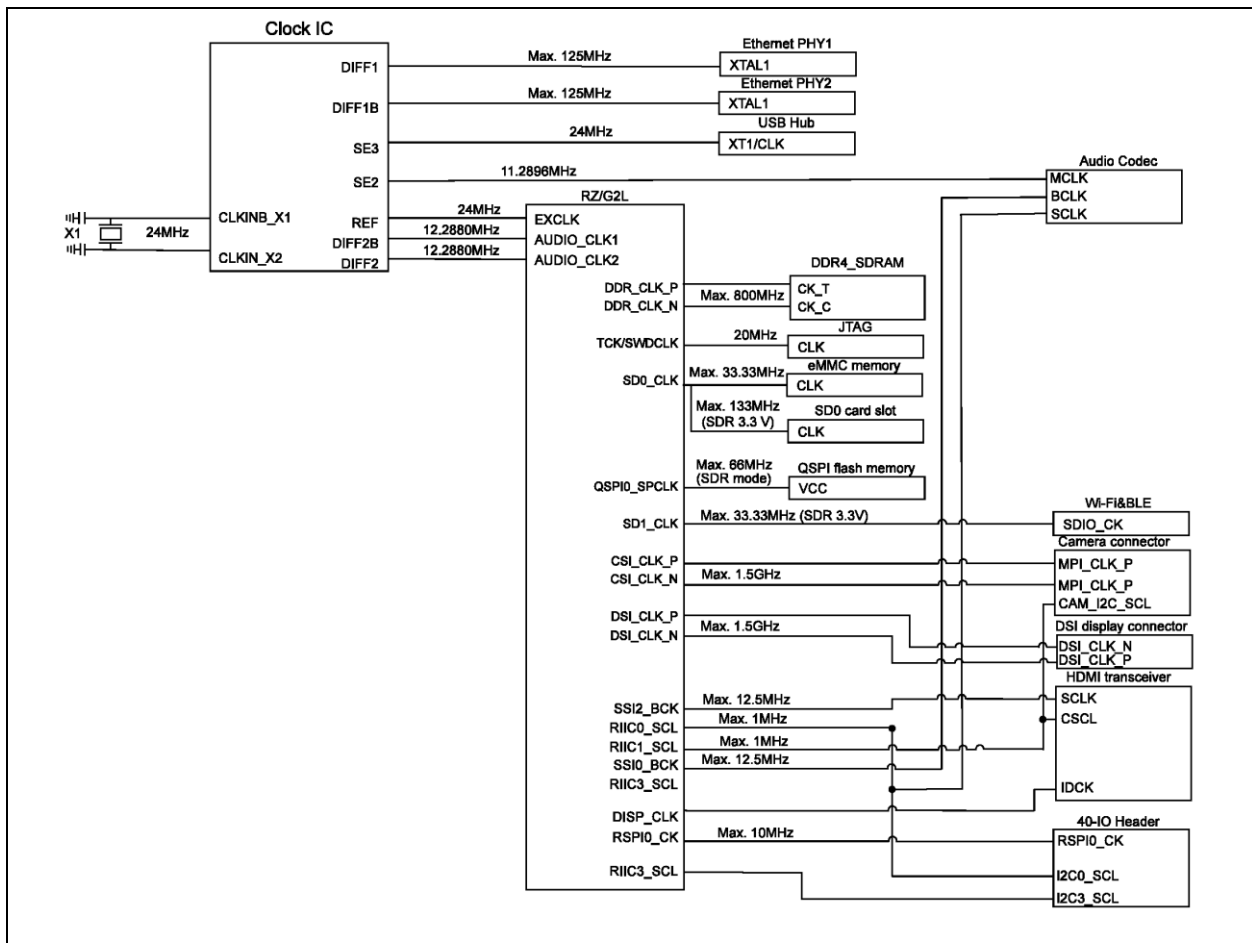 Clock IC
DIFF1
Max. 125MHz
Ethernet PHY1
XTAL1
DIFF1B
Max. 125MHz
Ethernet PHY2
XTAL1
SE3
24MHz
USB Hub
XT1/CLK
SE2
11.2896MHz
Audio Codec
MCLK
BCLK
SCLK
X1
24MHz
CLKINB_X1
CLKIN_X2
REF
24MHz
DIFF2B
12.2880MHz
DIFF2
12.2880MHz
RZ/G2L
EXCLK
AUDIO_CLK1
AUDIO_CLK2
DDR_CLK_P
DDR_CLK_N
Max. 800MHz
DDR4_SDRAM
CK_T
CK_C
TCK/SWDCLK
20MHz
JTAG
CLK
SD0_CLK
Max. 33.33MHz
eMMC memory
CLK
Max. 133MHz
(SDR 3.3 V)
SD0 card slot
CLK
QSPI0_SPCLK
Max. 66MHz
(SDR mode)
QSPI flash memory
VCC
SD1_CLK
Max. 33.33MHz (SDR 3.3V)
Wi-Fi&BLE
SDIO_CK
CSI_CLK_P
CSI_CLK_N
Max. 1.5GHz
Camera connector
MPI_CLK_P
MPI_CLK_P
CAM_I2C_SCL
DSI_CLK_P
DSI_CLK_N
Max. 1.5GHz
DSI display connector
DSI_CLK_N
DSI_CLK_P
HDMI transceiver
SCLK
CSCL
IDCK
SSI2_BCK
Max. 12.5MHz
RIIC0_SCL
Max. 1MHz
RIIC1_SCL
Max. 1MHz
SSI0_BCK
Max. 12.5MHz
RIIC3_SCL
DISP_CLK
RSPI0_CK
Max. 10MHz
RIIC3_SCL
40-IO Header
RSPI0_CK
I2C0_SCL
I2C3_SCL